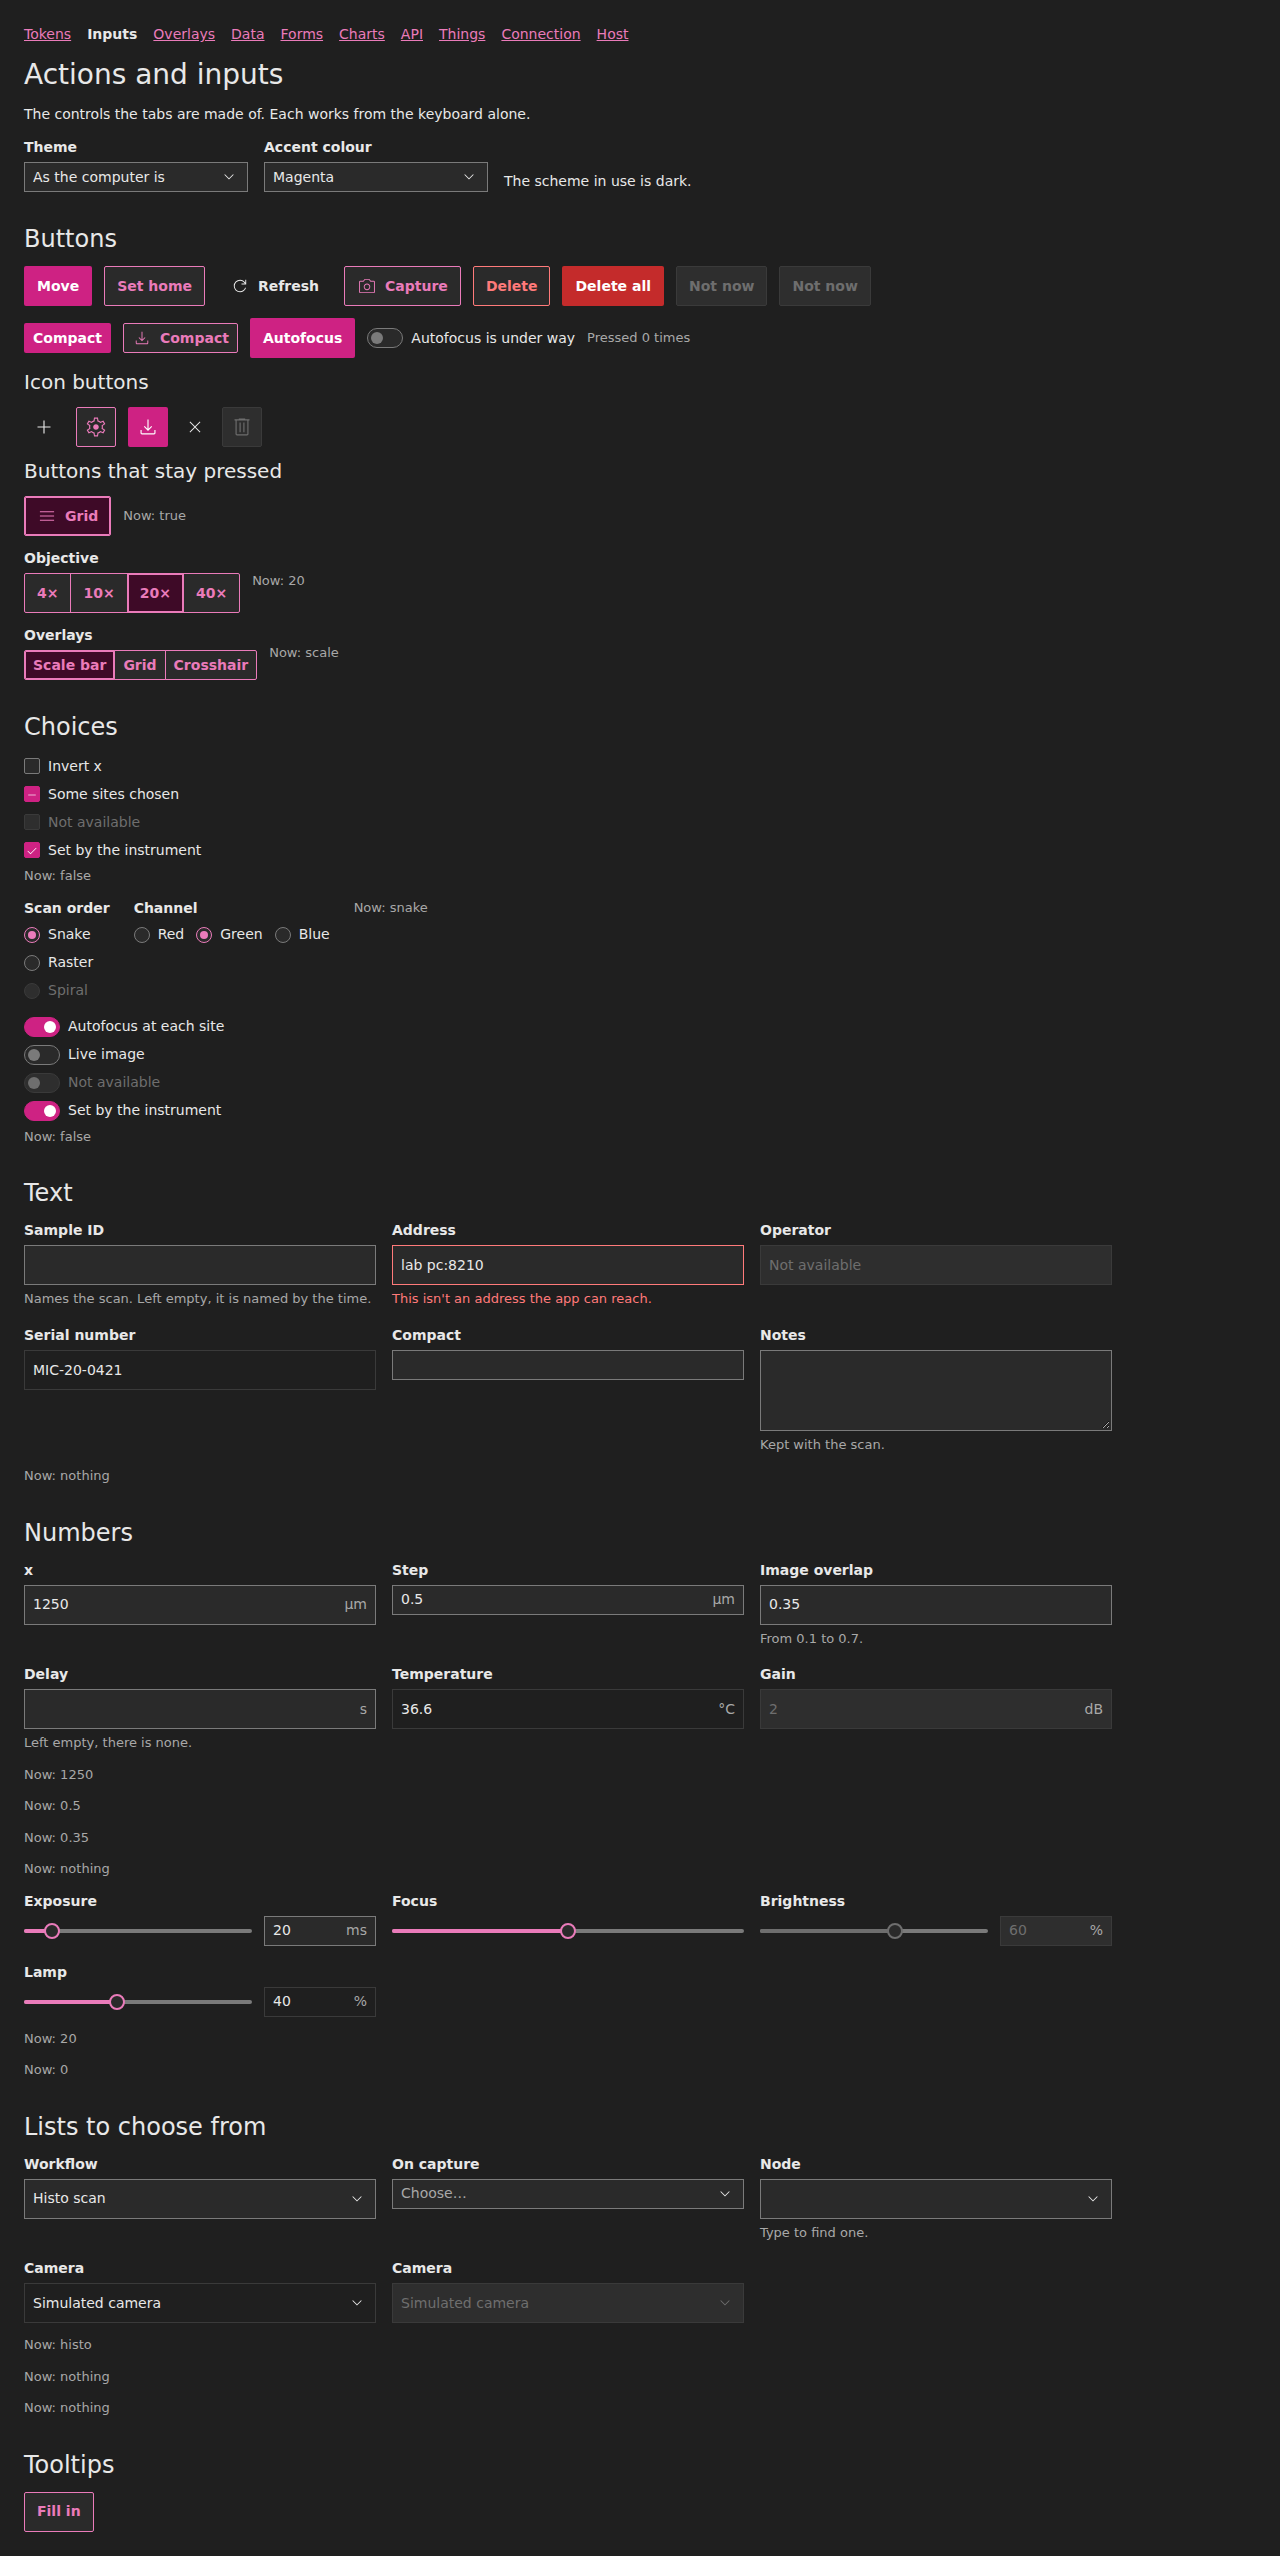 Tokens Inputs Overlays Data Forms Charts API Things Connection Host
Actions and inputs
The controls the tabs are made of. Each works from the keyboard alone.
Theme Accent colour
As the computer is Magenta The scheme in use is dark.
Buttons
Move Set home Refresh Capture Delete Delete all Not now Not now
Compact Compact Autofocus Autofocus is under way Pressed 0 times
Icon buttons
Buttons that stay pressed
Grid Now: true
Objective
4× 10× 20× 40× Now: 20
Overlays
Scale bar Grid Crosshair Now: scale
Choices
Invert x
Some sites chosen
Not available
Set by the instrument
Now: false
Scan order Channel Now: snake
Snake Red Green Blue
Raster
Spiral
Autofocus at each site
Live image
Not available
Set by the instrument
Now: false
Text
Sample ID Address Operator
lab pc:8210 Not available
Names the scan. Left empty, it is named by the time. This isn't an address the app can reach.
Serial number Compact Notes
MIC-20-0421
Kept with the scan.
Now: nothing
Numbers
x Step Image overlap
1250 µm 0.5 µm 0.35
From 0.1 to 0.7.
Delay Temperature Gain
s 36.6 °C 2 dB
Left empty, there is none.
Now: 1250
Now: 0.5
Now: 0.35
Now: nothing
Exposure Focus Brightness
20 ms 60 %
Lamp
40 %
Now: 20
Now: 0
Lists to choose from
Workflow On capture Node
Histo scan Choose…
Type to find one.
Camera Camera
Simulated camera Simulated camera
Now: histo
Now: nothing
Now: nothing
Tooltips
Fill in